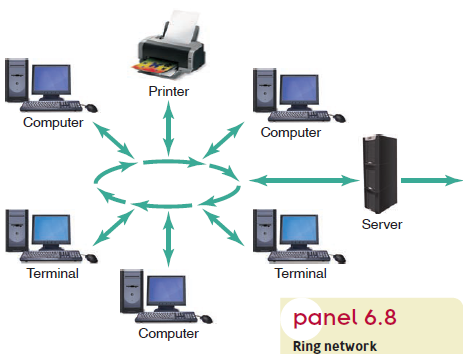 Printer
Computer
Computer
Server
Terminal
Terminal
Computer
panel 6.8
Ring network